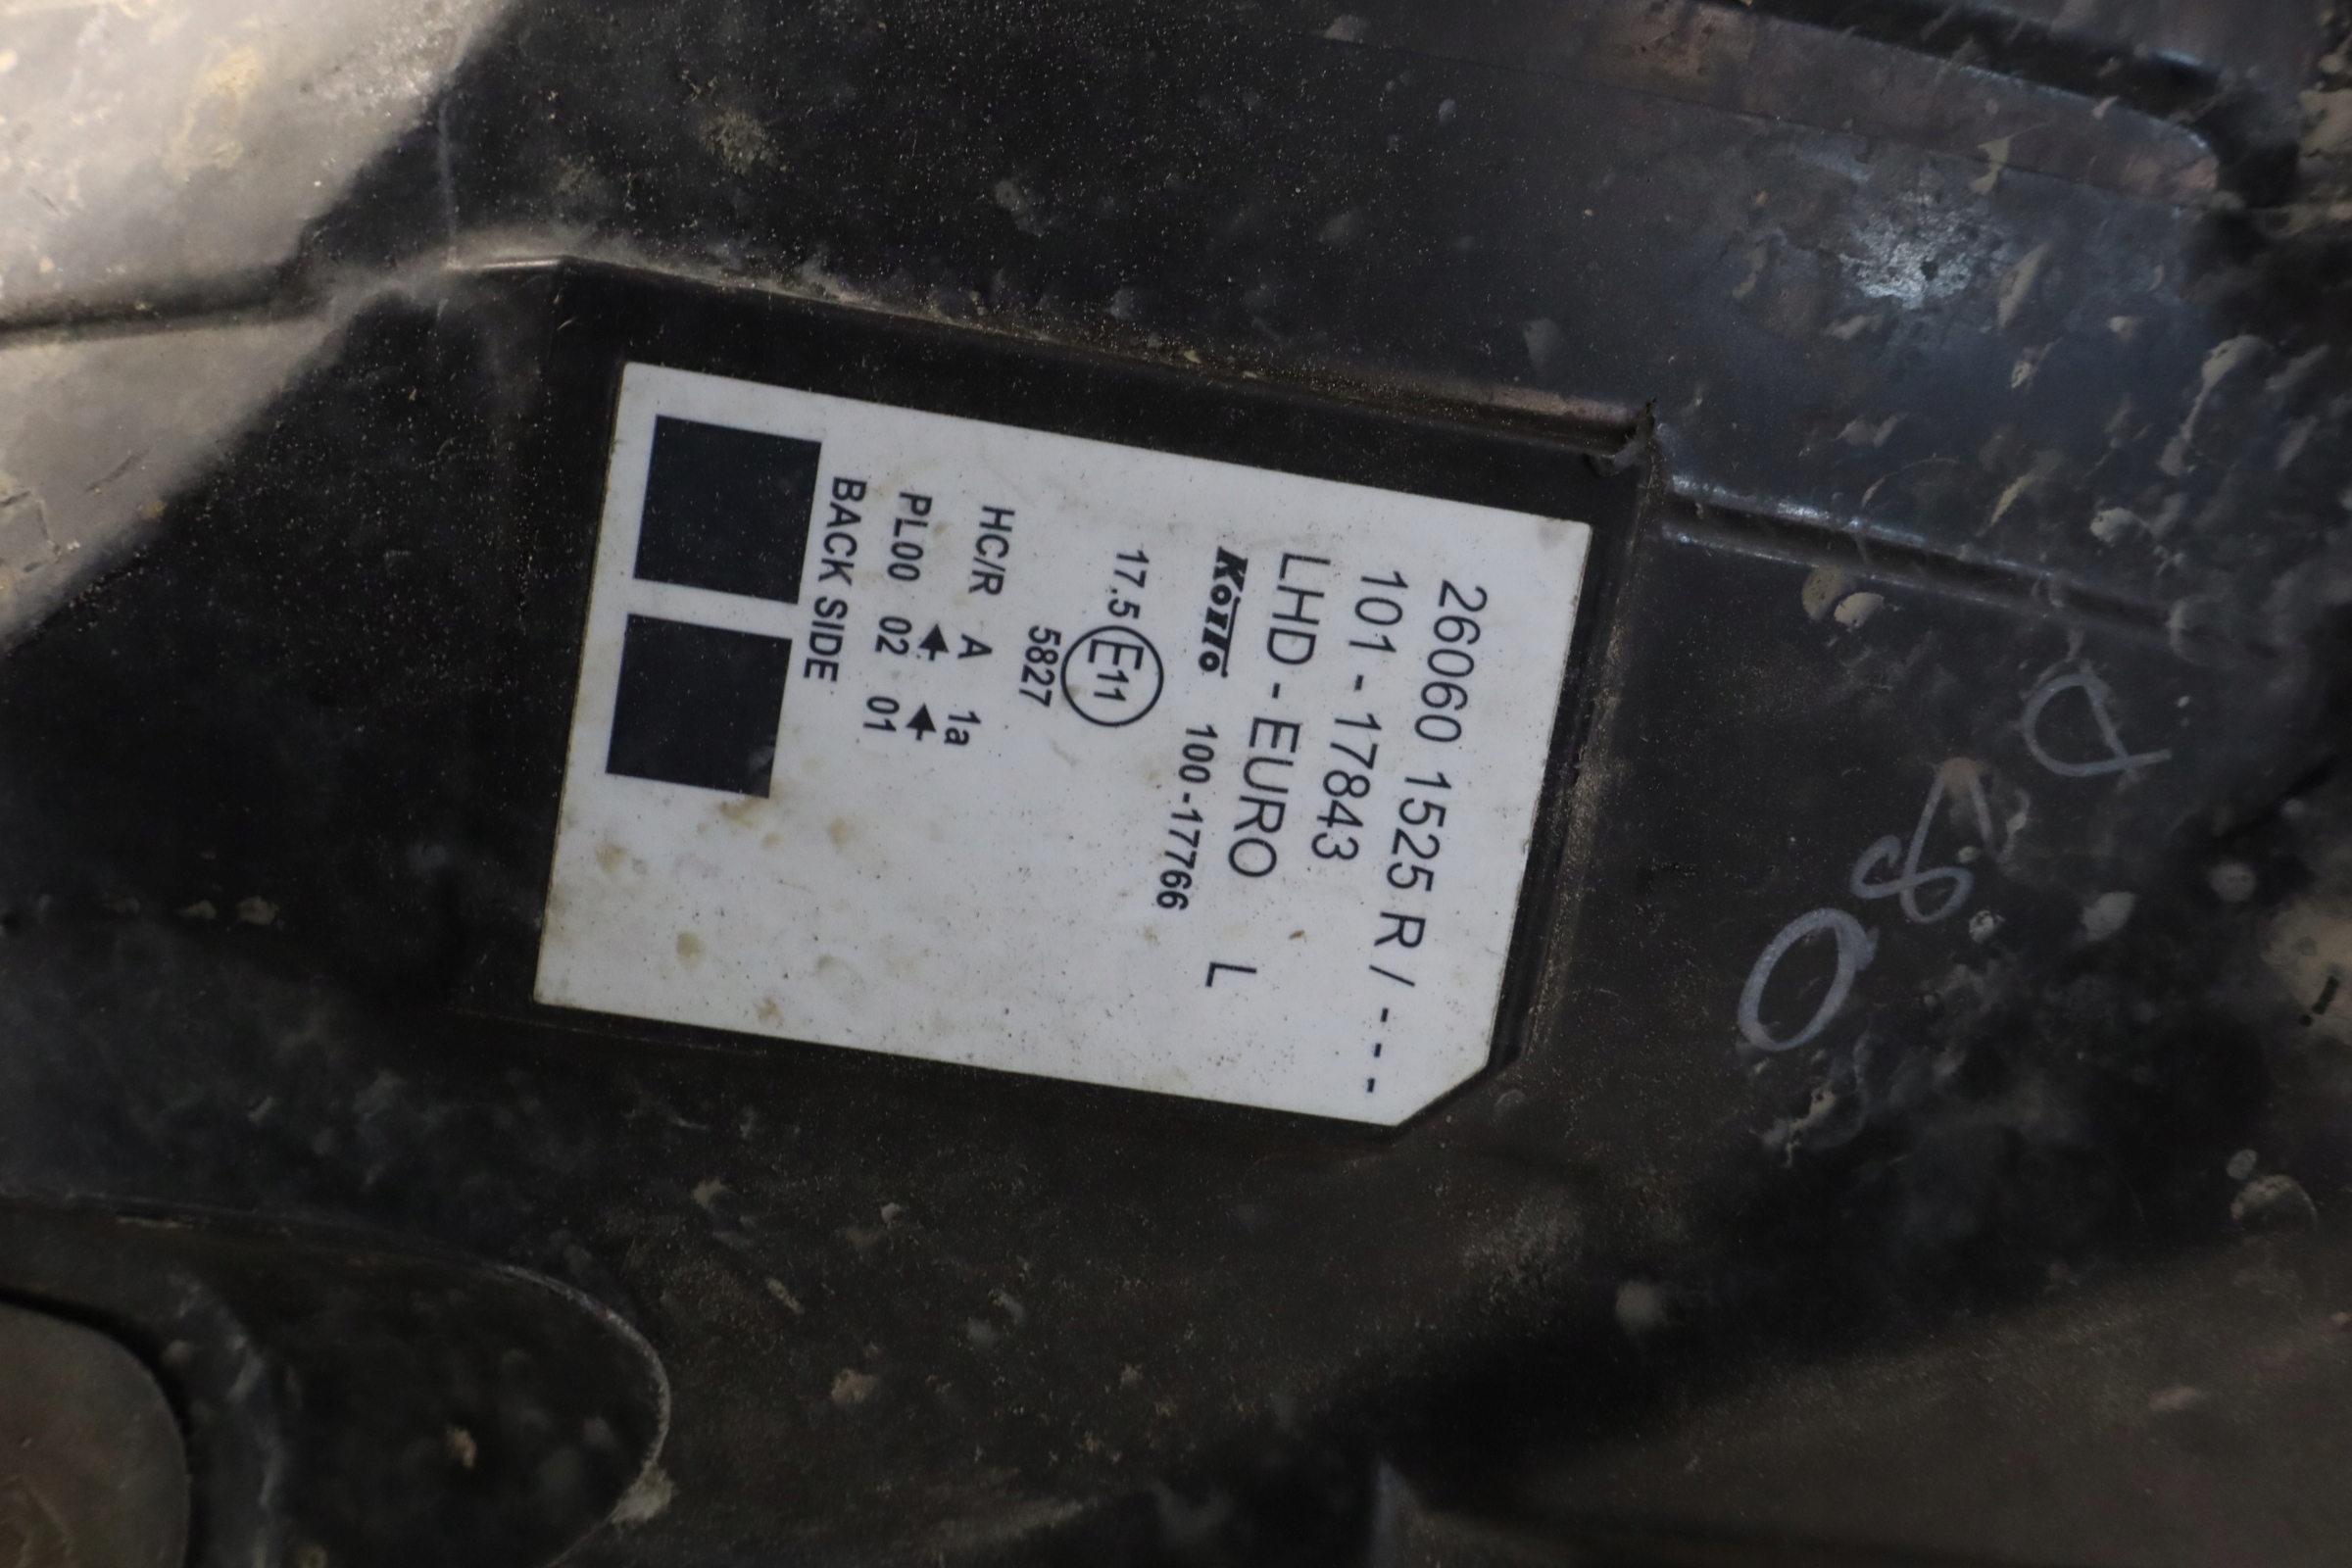 26060 1525 R / - - - -
101 - 17843
LHD - EURO L
KOITO 100-17766
17.5 E11
5827
HC/R A 1a
PL00 02 01
BACK SIDE